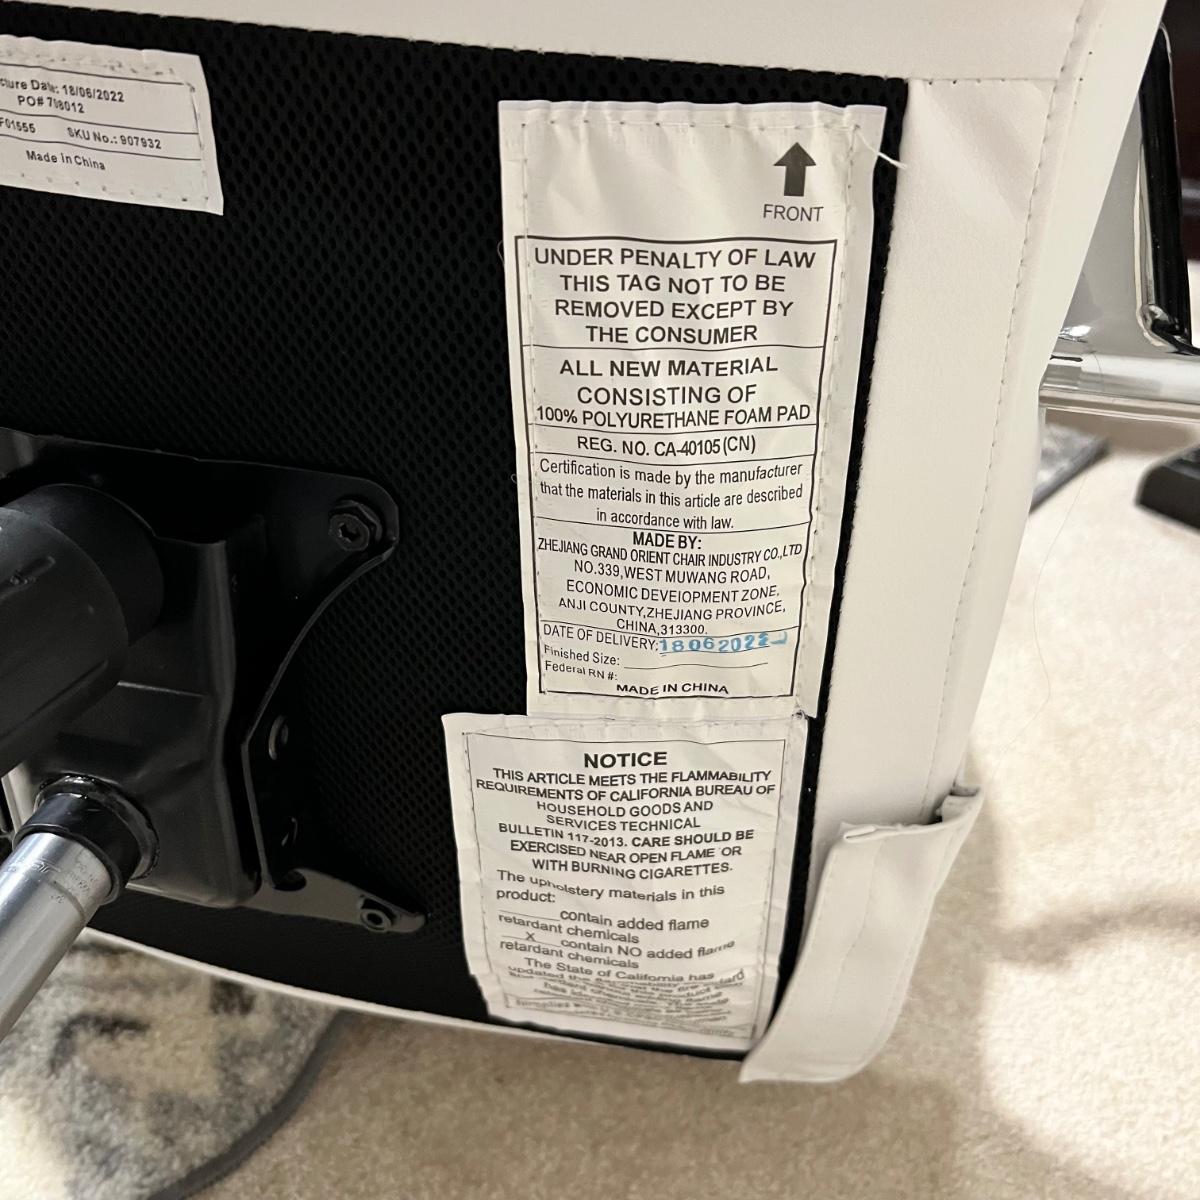 cture Date: 18/06/2022
PO# 708012
F01555 SKU No.: 907932
Made in China
FRONT
UNDER PENALTY OF LAW
THIS TAG NOT TO BE
REMOVED EXCEPT BY
THE CONSUMER
ALL NEW MATERIAL
CONSISTING OF
100% POLYURETHANE FOAM PAD
REG. NO. CA-40105(CN)
Certification is made by the manufacturer
that the materials in this article are described
in accordance with law.
MADE BY:
ZHEJIANG GRAND ORIENT CHAIR INDUSTRY CO.,LTD
NO.339,WEST MUWANG ROAD,
ECONOMIC DEVEIOPMENT ZONE,
ANJI COUNTY,ZHEJIANG PROVINCE,
CHINA,313300.
DATE OF DELIVERY:18062022
Finished Size:
Federal RN #:
MADE IN CHINA
NOTICE
THIS ARTICLE MEETS THE FLAMMABILITY
REQUIREMENTS OF CALIFORNIA BUREAU OF
HOUSEHOLD GOODS AND
SERVICES TECHNICAL
BULLETIN 117-2013. CARE SHOULD BE
EXERCISED NEAR OPEN FLAME OR
WITH BURNING CIGARETTES.
The upholstery materials in this
product:
contain added flame
retardant chemicals
X contain NO added flame
retardant chemicals
The State of California has
updated the